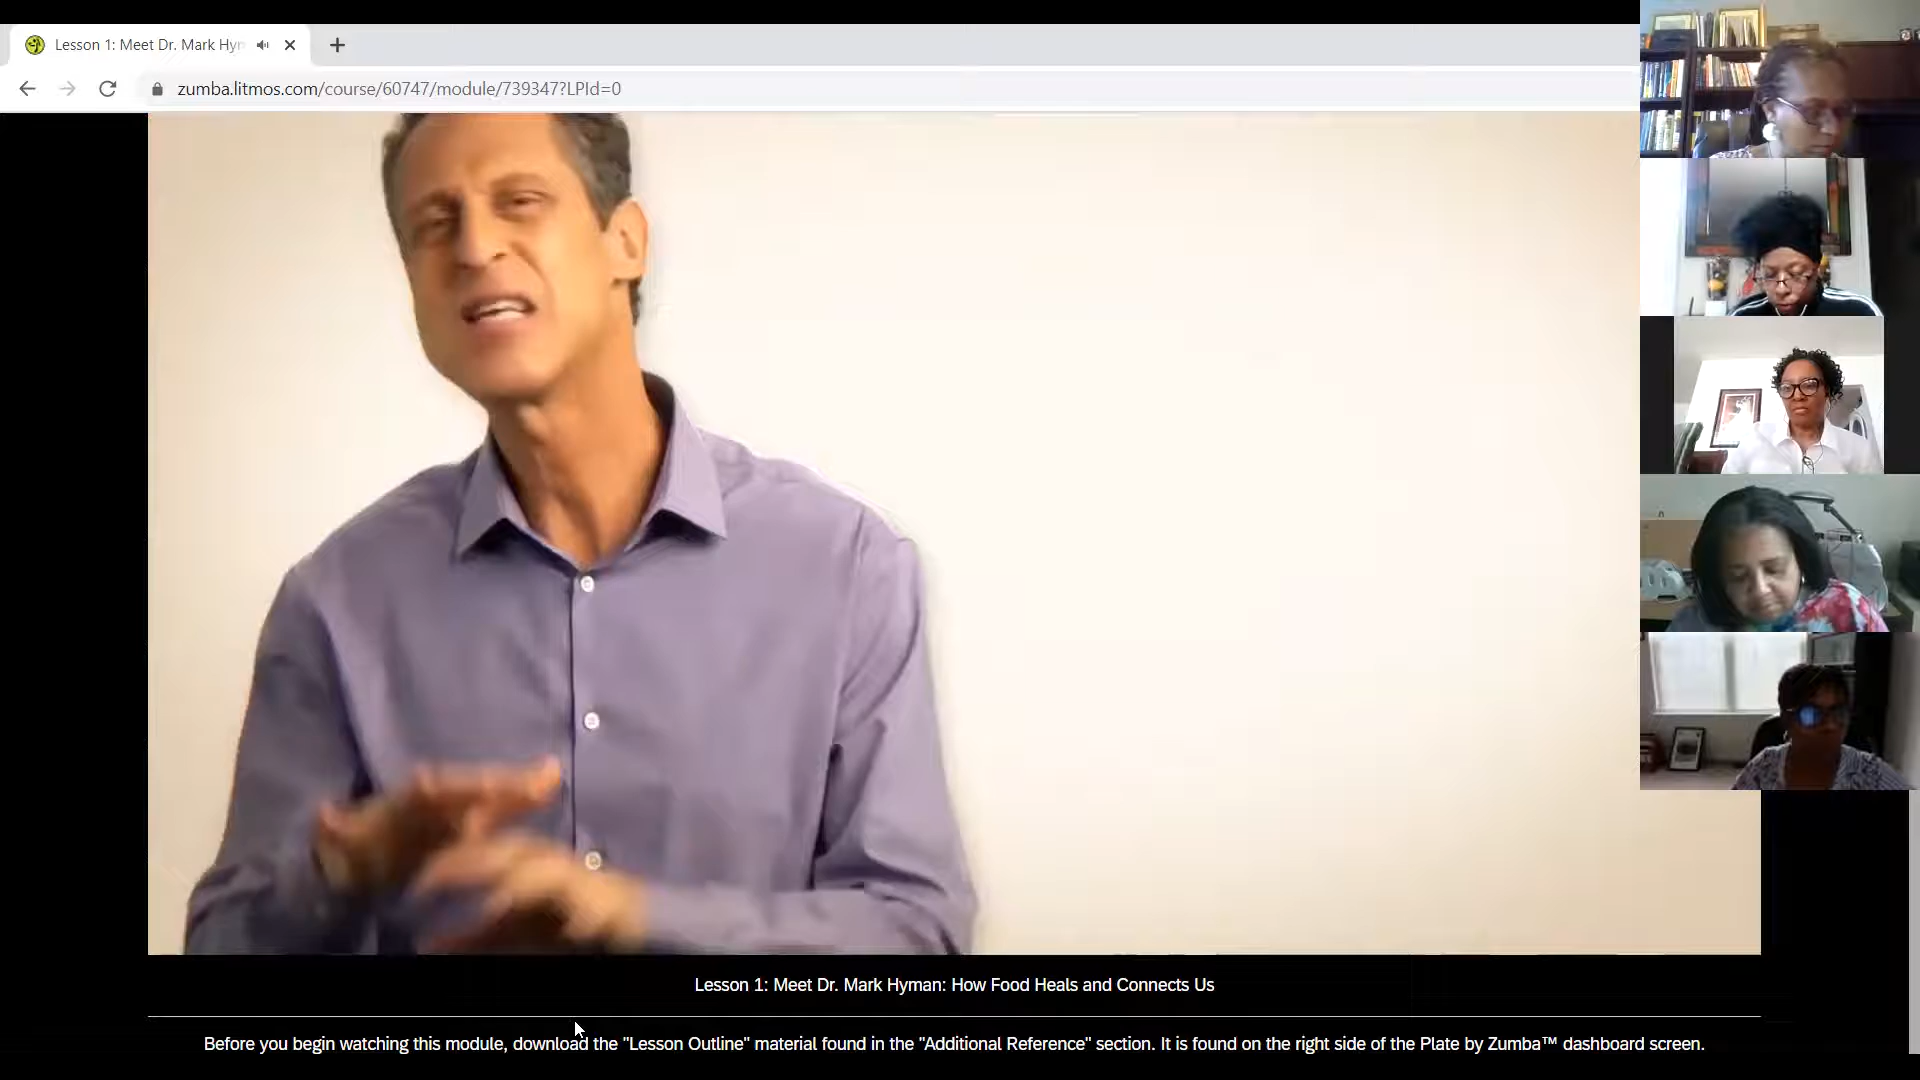 Lesson 1: Meet Dr. Mark Hym
zumba.litmos.com/course/60747/module/739347?LPId=0
Lesson 1: Meet Dr. Mark Hyman: How Food Heals and Connects Us
Before you begin watching this module, download the "Lesson Outline" material found in the "Additional Reference" section. It is found on the right side of the Plate by Zumba™ dashboard screen.